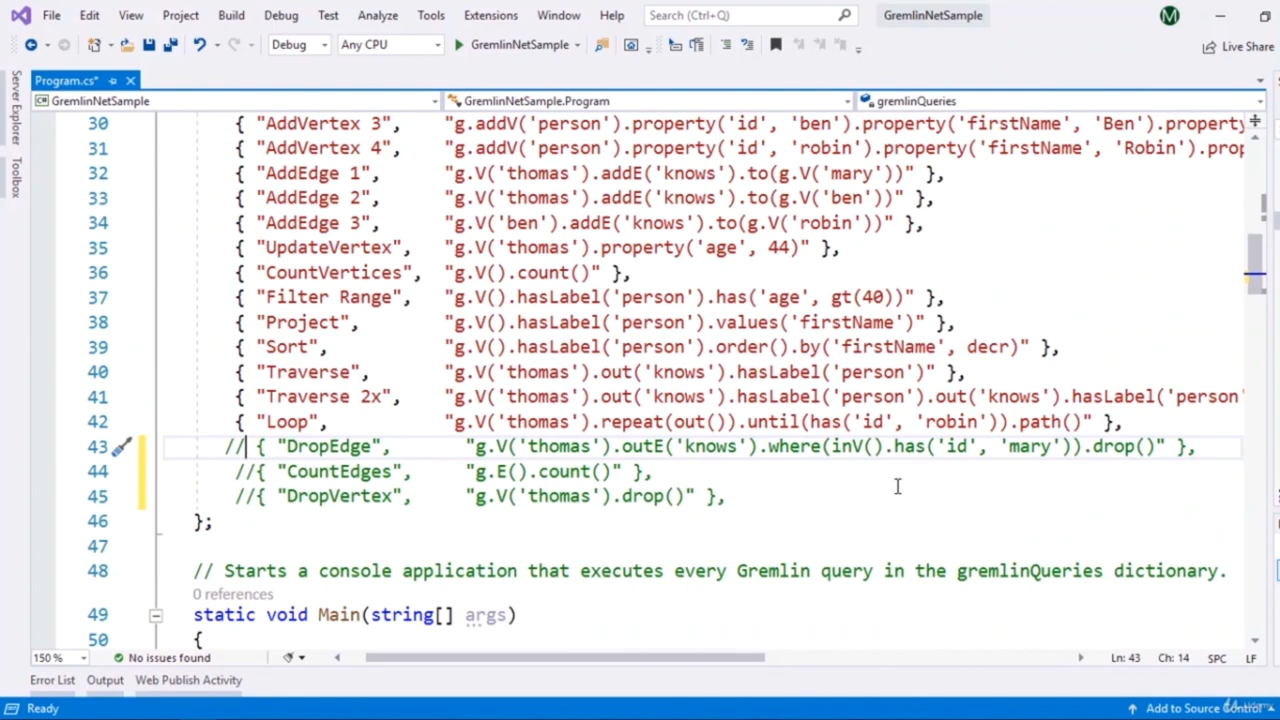 File Edit View Project Build Debug Test Analyze Tools Extensions Window Help Search (Ctrl+Q) GremlinNetSample M
Debug Any CPU GremlinNetSample Live Share
Program.cs*
GremlinNetSample GremlinNetSample.Program gremlinQueries
Server Explorer
Toolbox
30 { "AddVertex 3", "g.addV('person').property('id', 'ben').property('firstName', 'Ben').property
31 { "AddVertex 4", "g.addV('person').property('id', 'robin').property('firstName', 'Robin').prop
32 { "AddEdge 1", "g.V('thomas').addE('knows').to(g.V('mary'))" },
33 { "AddEdge 2", "g.V('thomas').addE('knows').to(g.V('ben'))" },
34 { "AddEdge 3", "g.V('ben').addE('knows').to(g.V('robin'))" },
35 { "UpdateVertex", "g.V('thomas').property('age', 44)" },
36 { "CountVertices", "g.V().count()" },
37 { "Filter Range", "g.V().hasLabel('person').has('age', gt(40))" },
38 { "Project", "g.V().hasLabel('person').values('firstName')" },
39 { "Sort", "g.V().hasLabel('person').order().by('firstName', decr)" },
40 { "Traverse", "g.V('thomas').out('knows').hasLabel('person')" },
41 { "Traverse 2x", "g.V('thomas').out('knows').hasLabel('person').out('knows').hasLabel('person
42 { "Loop", "g.V('thomas').repeat(out()).until(has('id', 'robin')).path()" },
43 // { "DropEdge", "g.V('thomas').outE('knows').where(inV().has('id', 'mary')).drop()" },
44 //{ "CountEdges", "g.E().count()" },
45 //{ "DropVertex", "g.V('thomas').drop()" },
46 };
47
48 // Starts a console application that executes every Gremlin query in the gremlinQueries dictionary.
0 references
49 static void Main(string[] args)
50 {
150 % No issues found Ln: 43 Ch: 14 SPC LF
Error List Output Web Publish Activity
Ready Add to Source Control
Udemy